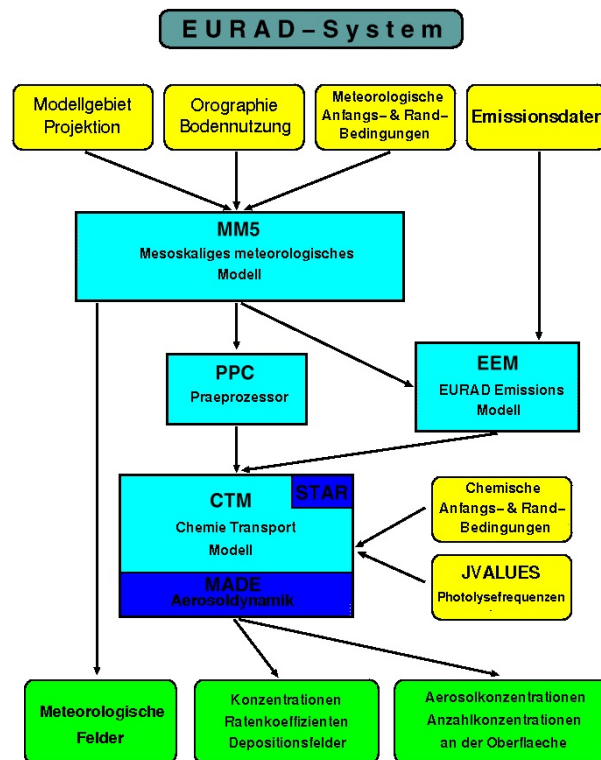 EURAD-System
Modellgebiet
Projektion
Orographie
Bodennutzung
Meteorologische
Anfangs- & Rand-
Bedingungen
Emissionsdaten
MM5
Mesoskaliges meteorologisches
Modell
PPC
Praeprozessor
EEM
EURAD Emissions
Modell
STAR
CTM
Chemie Transport
Modell
MADE
Aerosoldynamik
Chemische
Anfangs- & Rand-
Bedingungen
JVALUES
Photolysefrequenzen
Meteorologische
Felder
Konzentrationen
Ratenkoeffizienten
Depositionsfelder
Aerosolkonzentrationen
Anzahlkonzentrationen
an der Oberflaeche